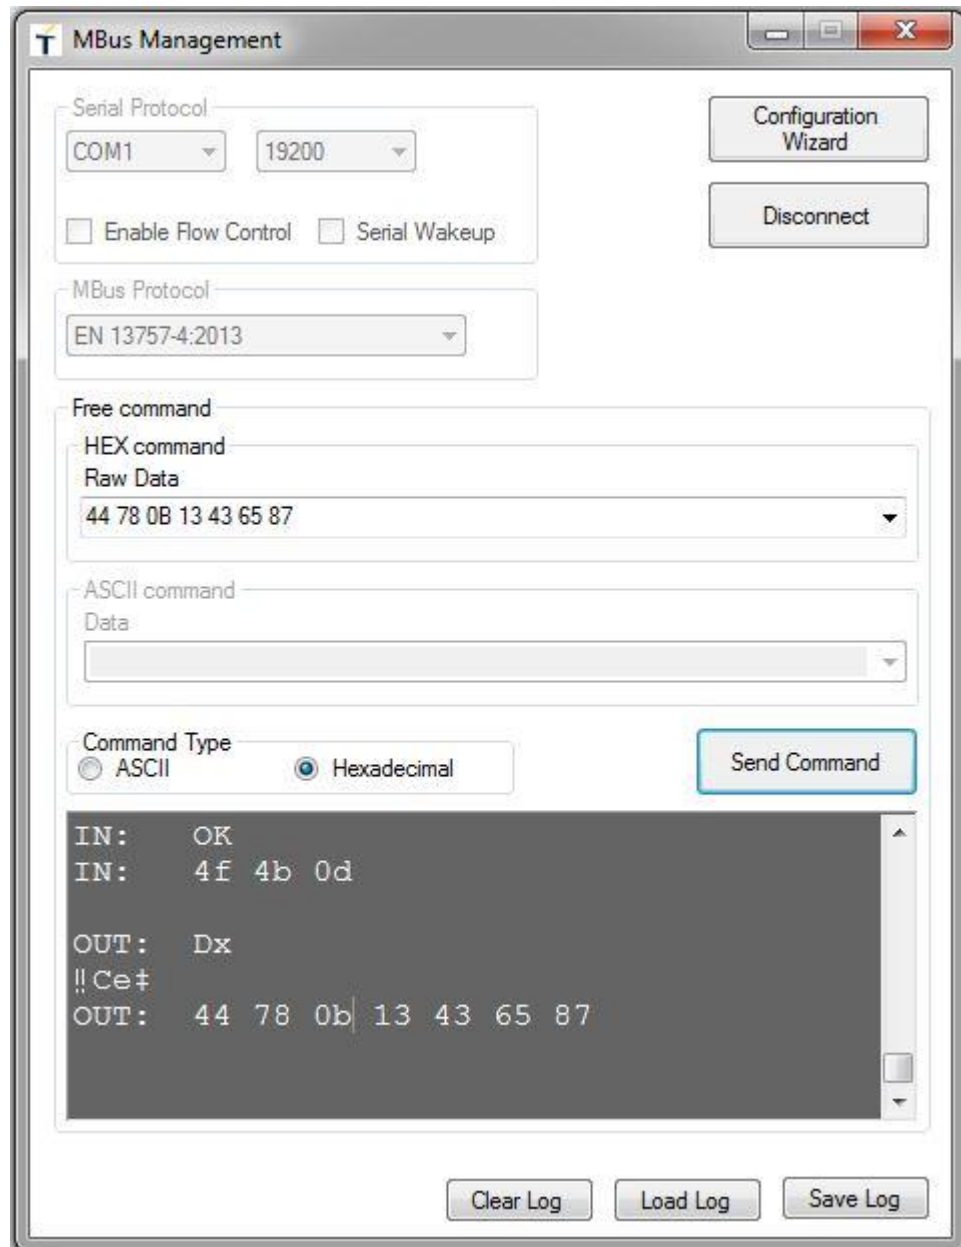 MBus Management
Serial Protocol
Configuration
Wizard
COM1 19200
Disconnect
Enable Flow Control Serial Wakeup
MBus Protocol
EN 13757-4:2013
Free command
HEX command
Raw Data
44 78 0B 13 43 65 87
ASCII command
Data
Command Type
ASCII Hexadecimal
Send Command
IN: OK
IN: 4f 4b 0d
OUT: Dx
‼Ce‡
OUT: 44 78 0b 13 43 65 87
Clear Log Load Log Save Log